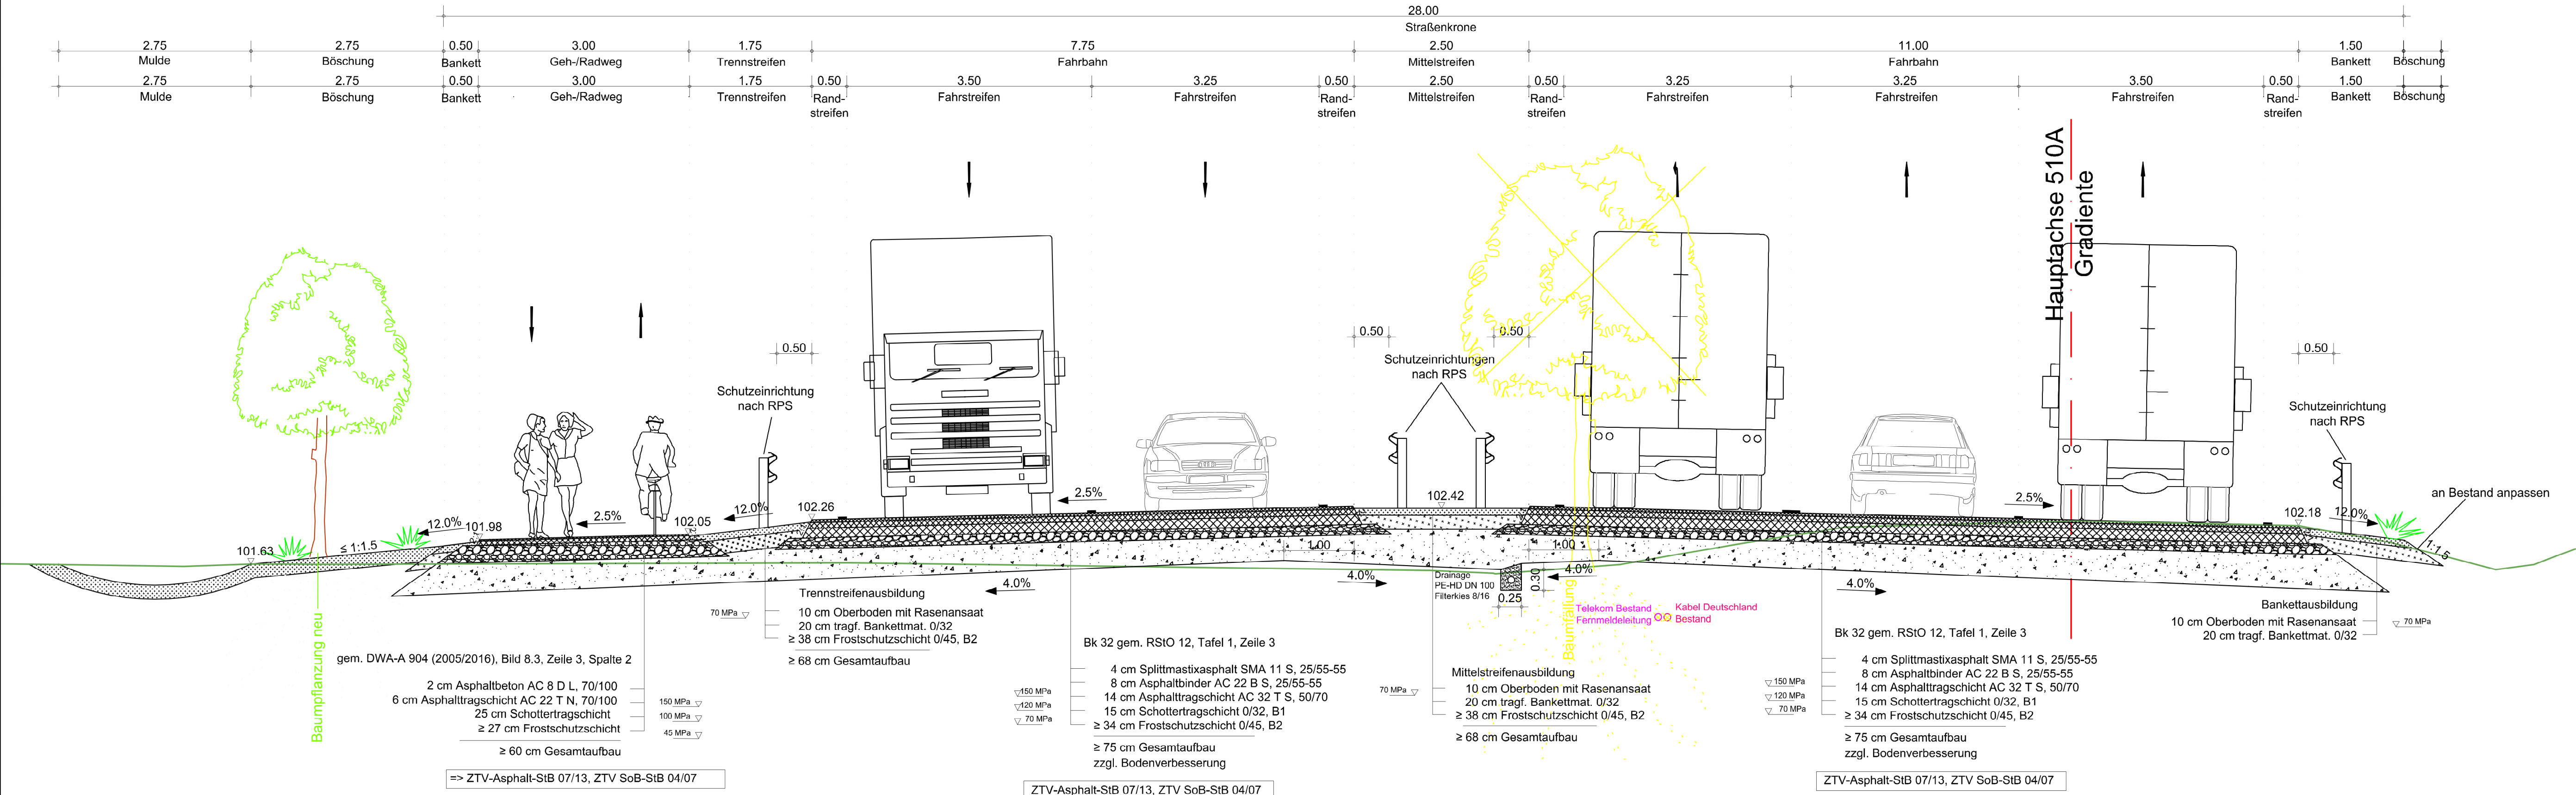 28.00
Straßenkrone
2.75 2.75 0.50 3.00 1.75 7.75 2.50 11.00 1.50
Mulde Böschung Bankett Geh-/Radweg Trennstreifen Fahrbahn Mittelstreifen Fahrbahn Bankett Böschung
2.75 2.75 0.50 3.00 1.75 0.50 3.50 3.25 0.50 2.50 0.50 3.25 3.25 3.50 0.50 1.50
Mulde Böschung Bankett Geh-/Radweg Trennstreifen Rand- Fahrstreifen Fahrstreifen Rand- Mittelstreifen Rand- Fahrstreifen Fahrstreifen Fahrstreifen Rand- Bankett Böschung
streifen streifen streifen streifen
Hauptachse 510A
Gradiente
0.50
0.50
0.50
0.50
Schutzeinrichtung
nach RPS
Schutzeinrichtungen
nach RPS
Schutzeinrichtung
nach RPS
an Bestand anpassen
101.63
≤ 1:1.5
12.0%
101.98
2.5%
102.05
12.0%
102.26
2.5%
102.42
2.5%
102.18
12.0%
1:1.5
1.00
1.00
4.0%
4.0%
4.0%
4.0%
Drainage
PE-HD DN 100
Filterkies 8/16
0.25
0.30
Telekom Bestand
Fernmeldeleitung
Kabel Deutschland
Bestand
Baumfällung
Baumpflanzung neu
gem. DWA-A 904 (2005/2016), Bild 8.3, Zeile 3, Spalte 2
2 cm Asphaltbeton AC 8 D L, 70/100
6 cm Asphalttragschicht AC 22 T N, 70/100
25 cm Schottertragschicht
≥ 27 cm Frostschutzschicht
≥ 60 cm Gesamtaufbau
150 MPa
100 MPa
45 MPa
=> ZTV-Asphalt-StB 07/13, ZTV SoB-StB 04/07
Trennstreifenausbildung
70 MPa
10 cm Oberboden mit Rasenansaat
20 cm tragf. Bankettmat. 0/32
≥ 38 cm Frostschutzschicht 0/45, B2
≥ 68 cm Gesamtaufbau
Bk 32 gem. RStO 12, Tafel 1, Zeile 3
4 cm Splittmastixasphalt SMA 11 S, 25/55-55
8 cm Asphaltbinder AC 22 B S, 25/55-55
14 cm Asphalttragschicht AC 32 T S, 50/70
15 cm Schottertragschicht 0/32, B1
≥ 34 cm Frostschutzschicht 0/45, B2
≥ 75 cm Gesamtaufbau
zzgl. Bodenverbesserung
150 MPa
120 MPa
70 MPa
ZTV-Asphalt-StB 07/13, ZTV SoB-StB 04/07
Mittelstreifenausbildung
70 MPa
10 cm Oberboden mit Rasenansaat
20 cm tragf. Bankettmat. 0/32
≥ 38 cm Frostschutzschicht 0/45, B2
≥ 68 cm Gesamtaufbau
Bk 32 gem. RStO 12, Tafel 1, Zeile 3
4 cm Splittmastixasphalt SMA 11 S, 25/55-55
8 cm Asphaltbinder AC 22 B S, 25/55-55
14 cm Asphalttragschicht AC 32 T S, 50/70
15 cm Schottertragschicht 0/32, B1
≥ 34 cm Frostschutzschicht 0/45, B2
≥ 75 cm Gesamtaufbau
zzgl. Bodenverbesserung
150 MPa
120 MPa
70 MPa
ZTV-Asphalt-StB 07/13, ZTV SoB-StB 04/07
Bankettausbildung
10 cm Oberboden mit Rasenansaat
20 cm tragf. Bankettmat. 0/32
70 MPa